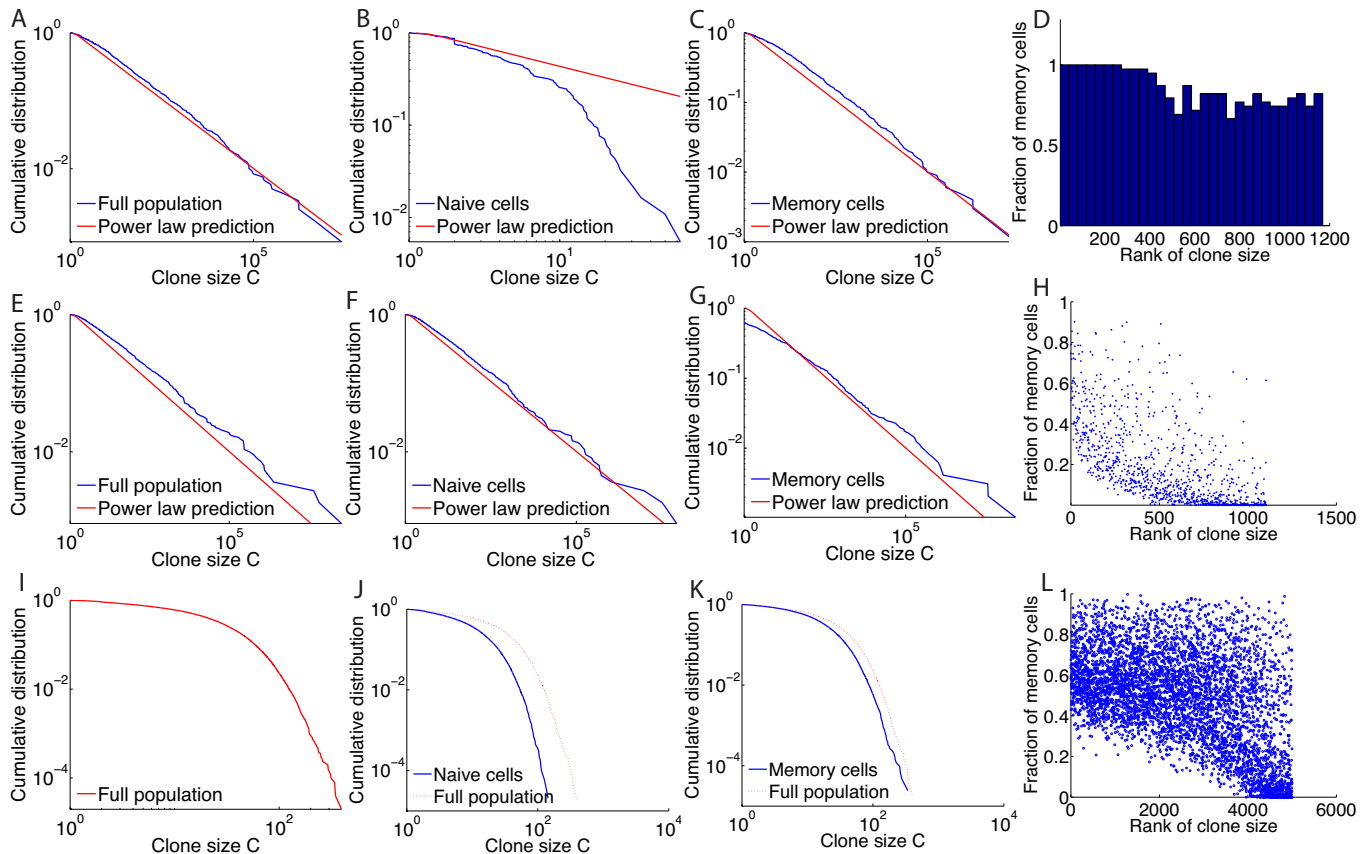 A
Cumulative distribution
10^0
10^-2
10^0
10^5
Clone size C
Full population
Power law prediction
B
Cumulative distribution
10^0
10^-1
10^-2
10^0
10^1
Clone size C
Naive cells
Power law prediction
C
Cumulative distribution
10^0
10^-1
10^-2
10^-3
10^0
10^5
Clone size C
Memory cells
Power law prediction
D
Fraction of memory cells
1
0.5
0
200 400 600 800 1000 1200
Rank of clone size
E
Cumulative distribution
10^0
10^-2
10^0
10^5
Clone size C
Full population
Power law prediction
F
Cumulative distribution
10^0
10^-2
10^0
10^5
Clone size C
Naive cells
Power law prediction
G
Cumulative distribution
10^0
10^-1
10^-2
10^0
10^5
Clone size C
Memory cells
Power law prediction
H
Fraction of memory cells
1
0.8
0.6
0.4
0.2
0 500 1000 1500
Rank of clone size
I
Cumulative distribution
10^0
10^-2
10^-4
10^0
10^2
Clone size C
Full population
J
Cumulative distribution
10^0
10^-2
10^-4
10^0
10^2
10^4
Clone size C
Naive cells
Full population
K
Cumulative distribution
10^0
10^-2
10^-4
10^0
10^2
10^4
Clone size C
Memory cells
Full population
L
Fraction of memory cells
1
0.8
0.6
0.4
0.2
0
0 2000 4000 6000
Rank of clone size